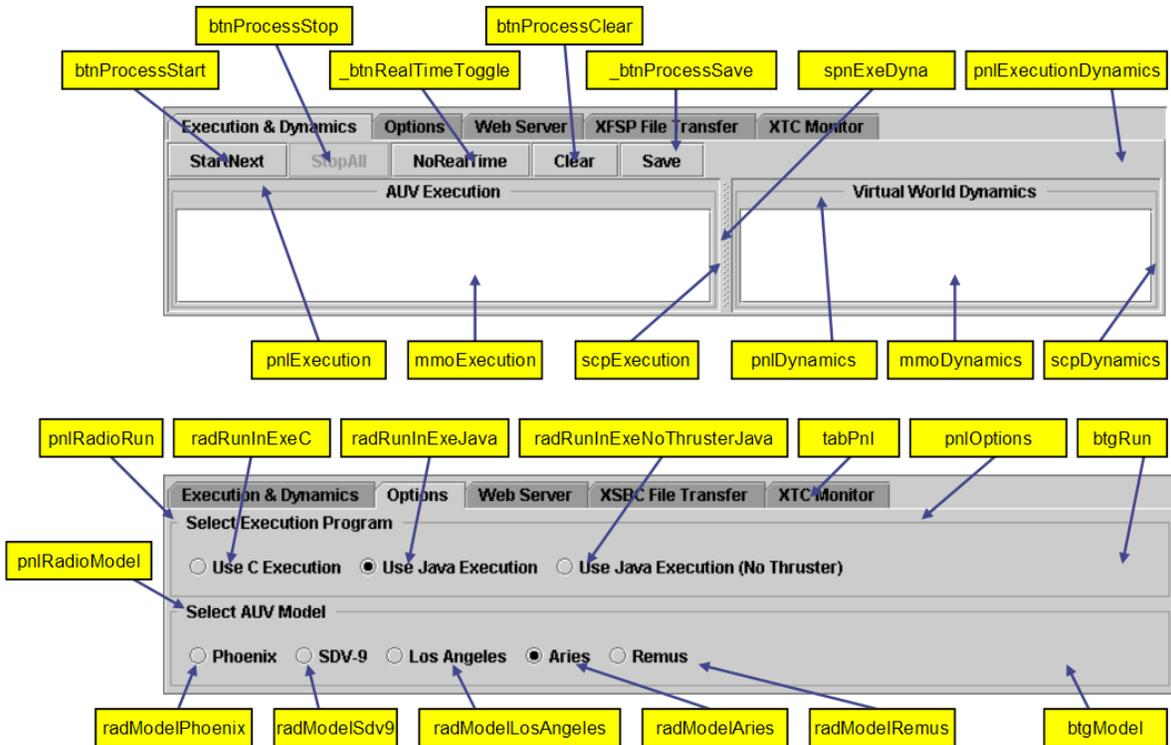 btnProcessStop
btnProcessClear
btnProcessStart
_btnRealTimeToggle
_btnProcessSave
spnExeDyna
pnlExecutionDynamics
Execution & Dynamics
Options
Web Server
XFSP File Transfer
XTC Monitor
StartNext
StopAll
NoRealTime
Clear
Save
AUV Execution
Virtual World Dynamics
pnlExecution
mmoExecution
scpExecution
pnlDynamics
mmoDynamics
scpDynamics
pnlRadioRun
radRunInExeC
radRunInExeJava
radRunInExeNoThrusterJava
tabPnl
pnlOptions
btgRun
Execution & Dynamics
Options
Web Server
XSBC File Transfer
XTC Monitor
Select Execution Program
pnlRadioModel
Use C Execution
Use Java Execution
Use Java Execution (No Thruster)
Select AUV Model
Phoenix
SDV-9
Los Angeles
Aries
Remus
radModelPhoenix
radModelSdv9
radModelLosAngeles
radModelAries
radModelRemus
btgModel